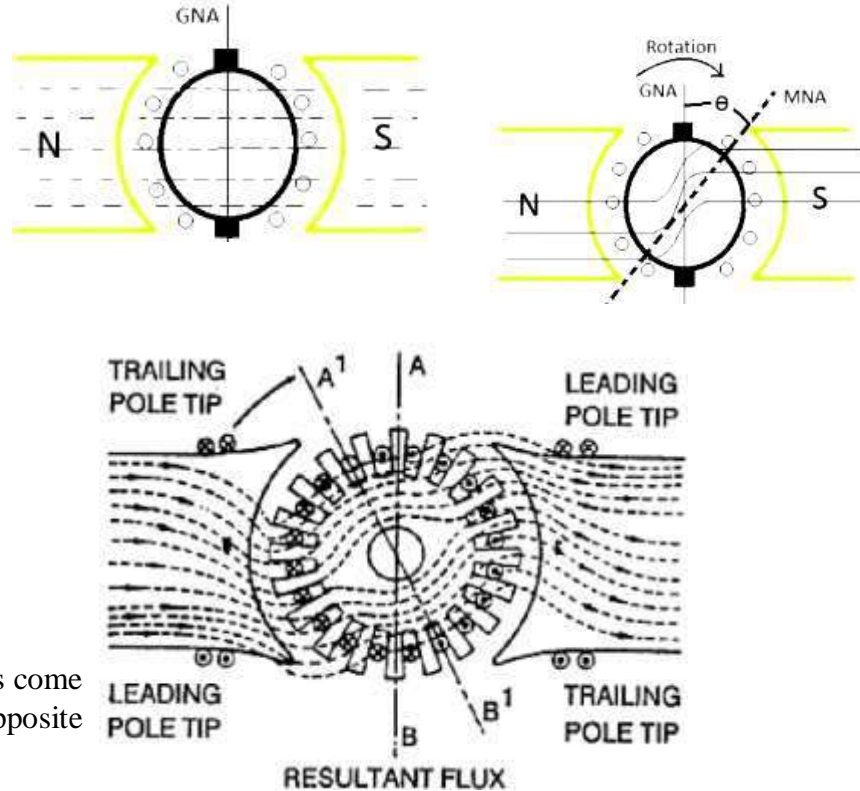 GNA
N
S
Rotation
GNA
θ
MNA
N
S
TRAILING
POLE TIP
A¹
A
LEADING
POLE TIP
s come
pposite
LEADING
POLE TIP
B
B¹
TRAILING
POLE TIP
RESULTANT FLUX